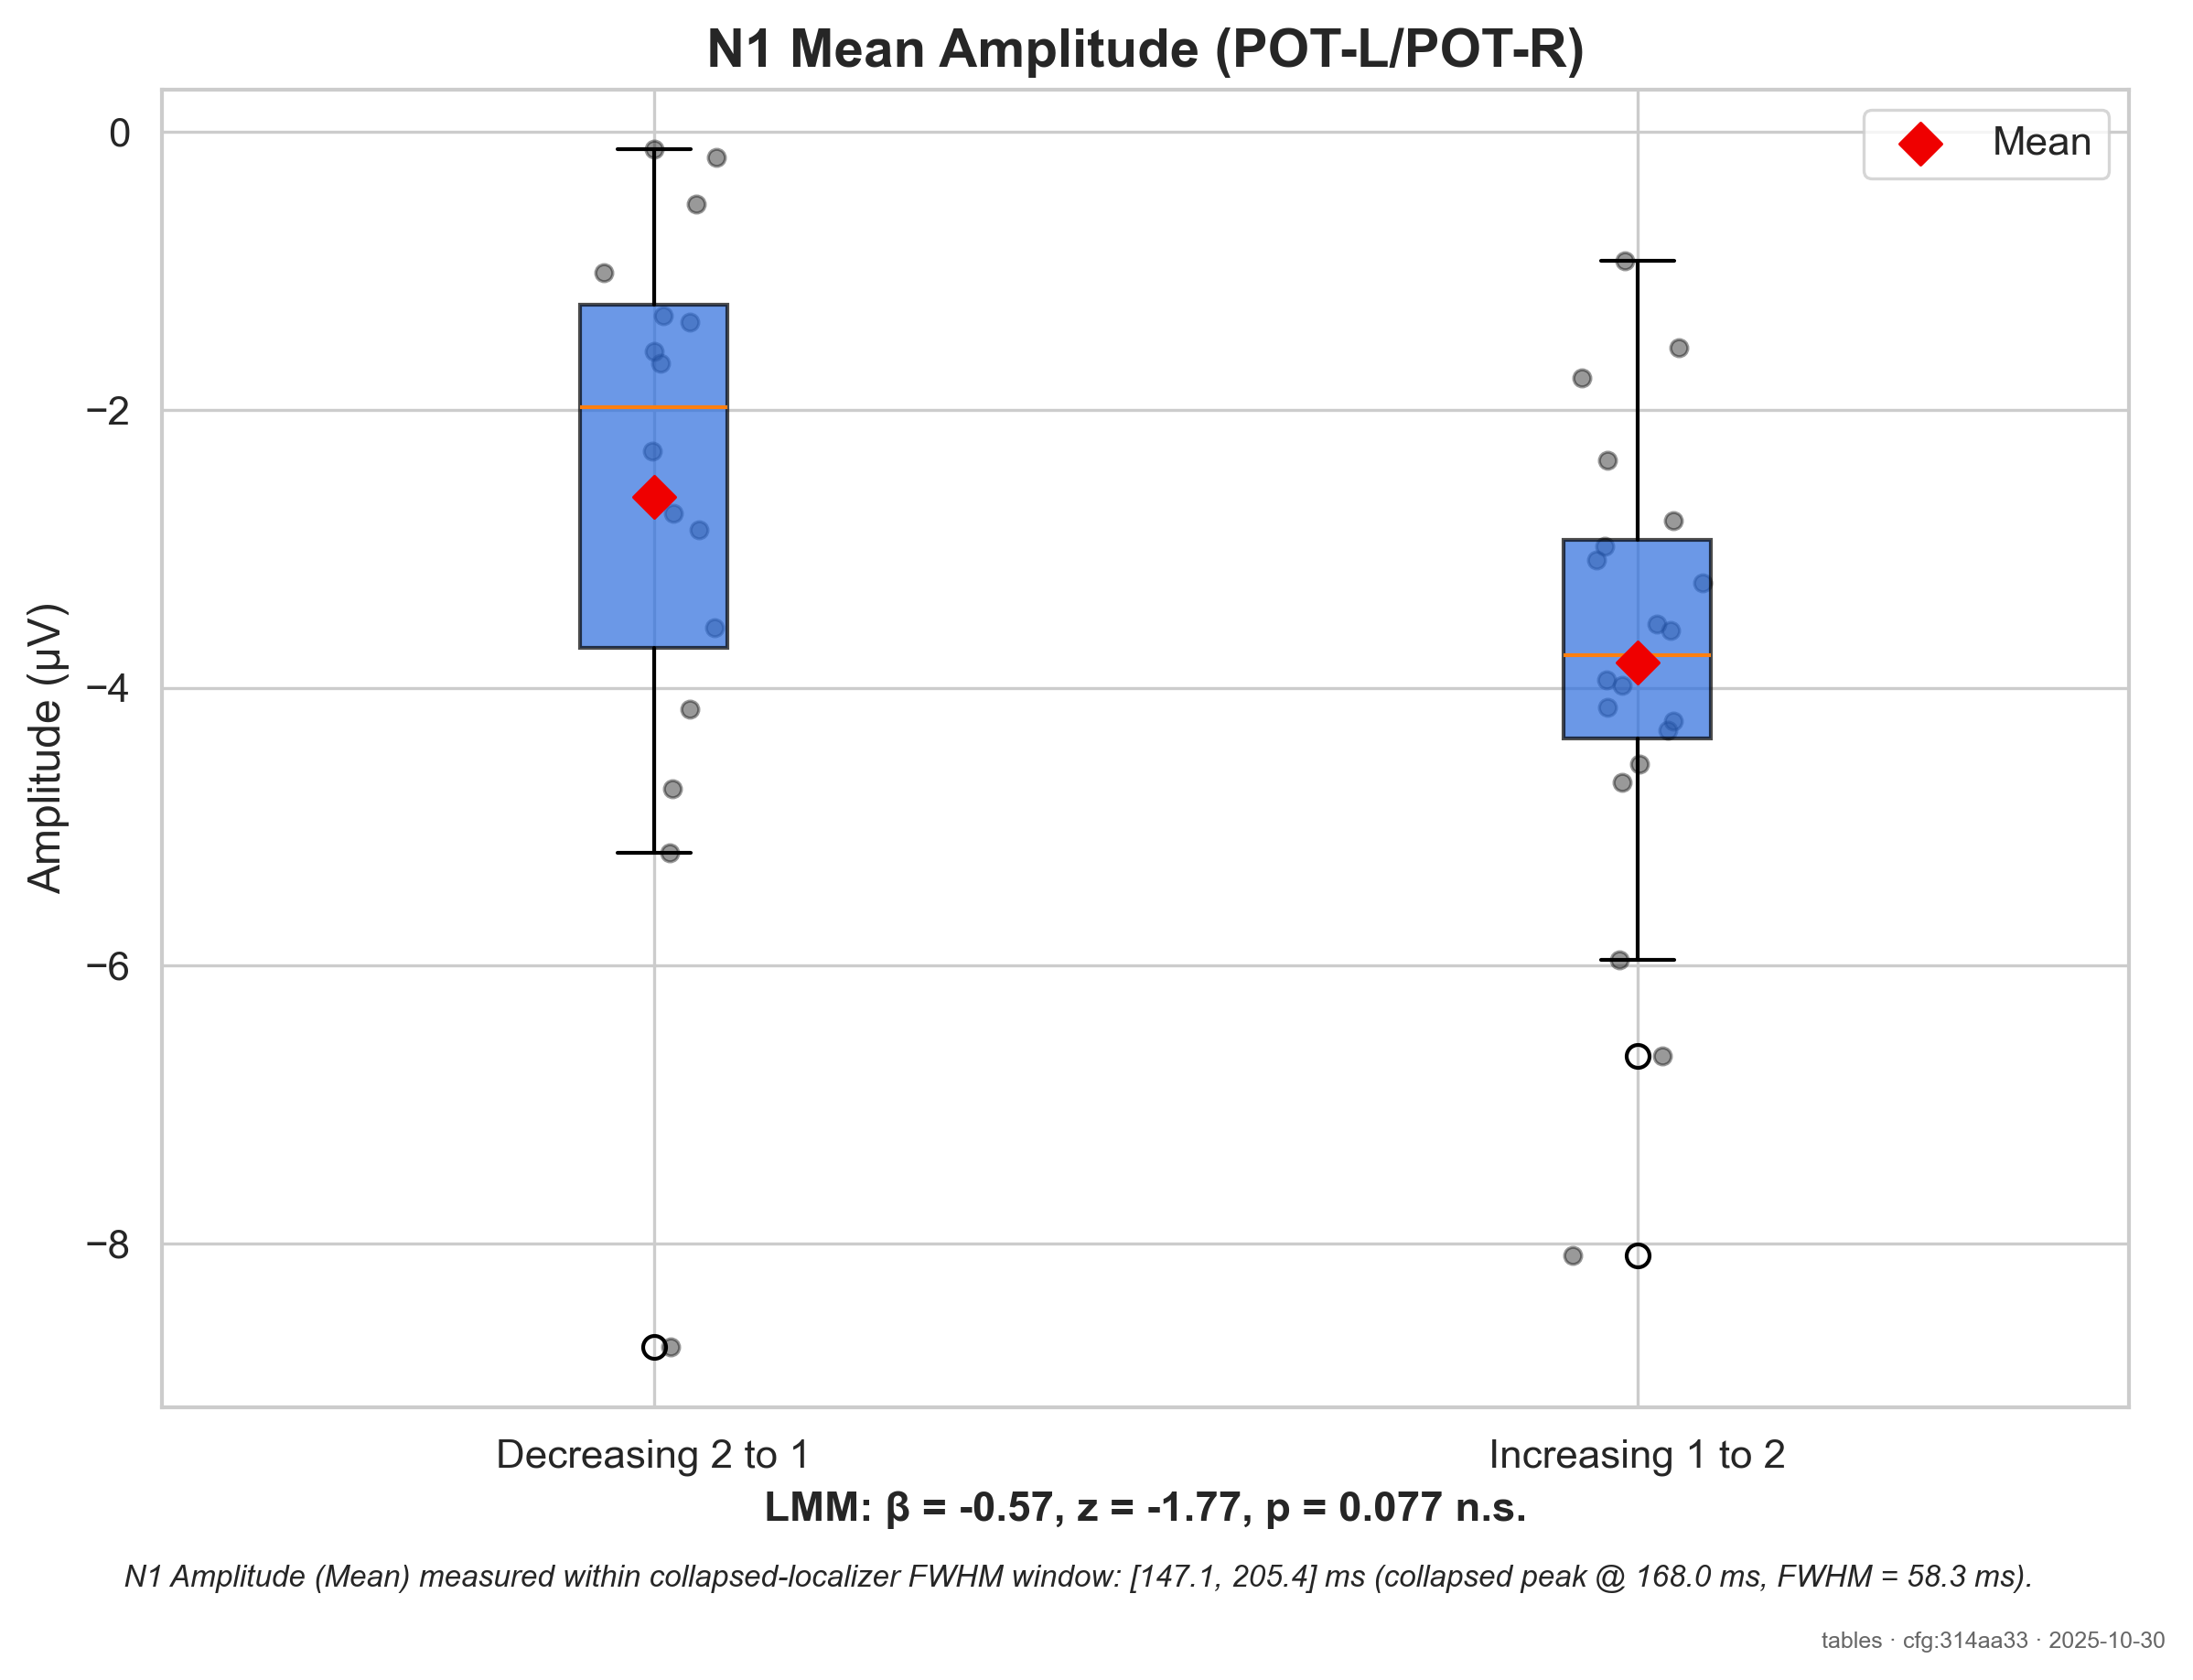 N1 Mean Amplitude (POT-L/POT-R)
Mean
0
−2
−4
−6
−8
Amplitude (µV)
Decreasing 2 to 1
Increasing 1 to 2
LMM: β = -0.57, z = -1.77, p = 0.077 n.s.
N1 Amplitude (Mean) measured within collapsed-localizer FWHM window: [147.1, 205.4] ms (collapsed peak @ 168.0 ms, FWHM = 58.3 ms).
tables · cfg:314aa33 · 2025-10-30